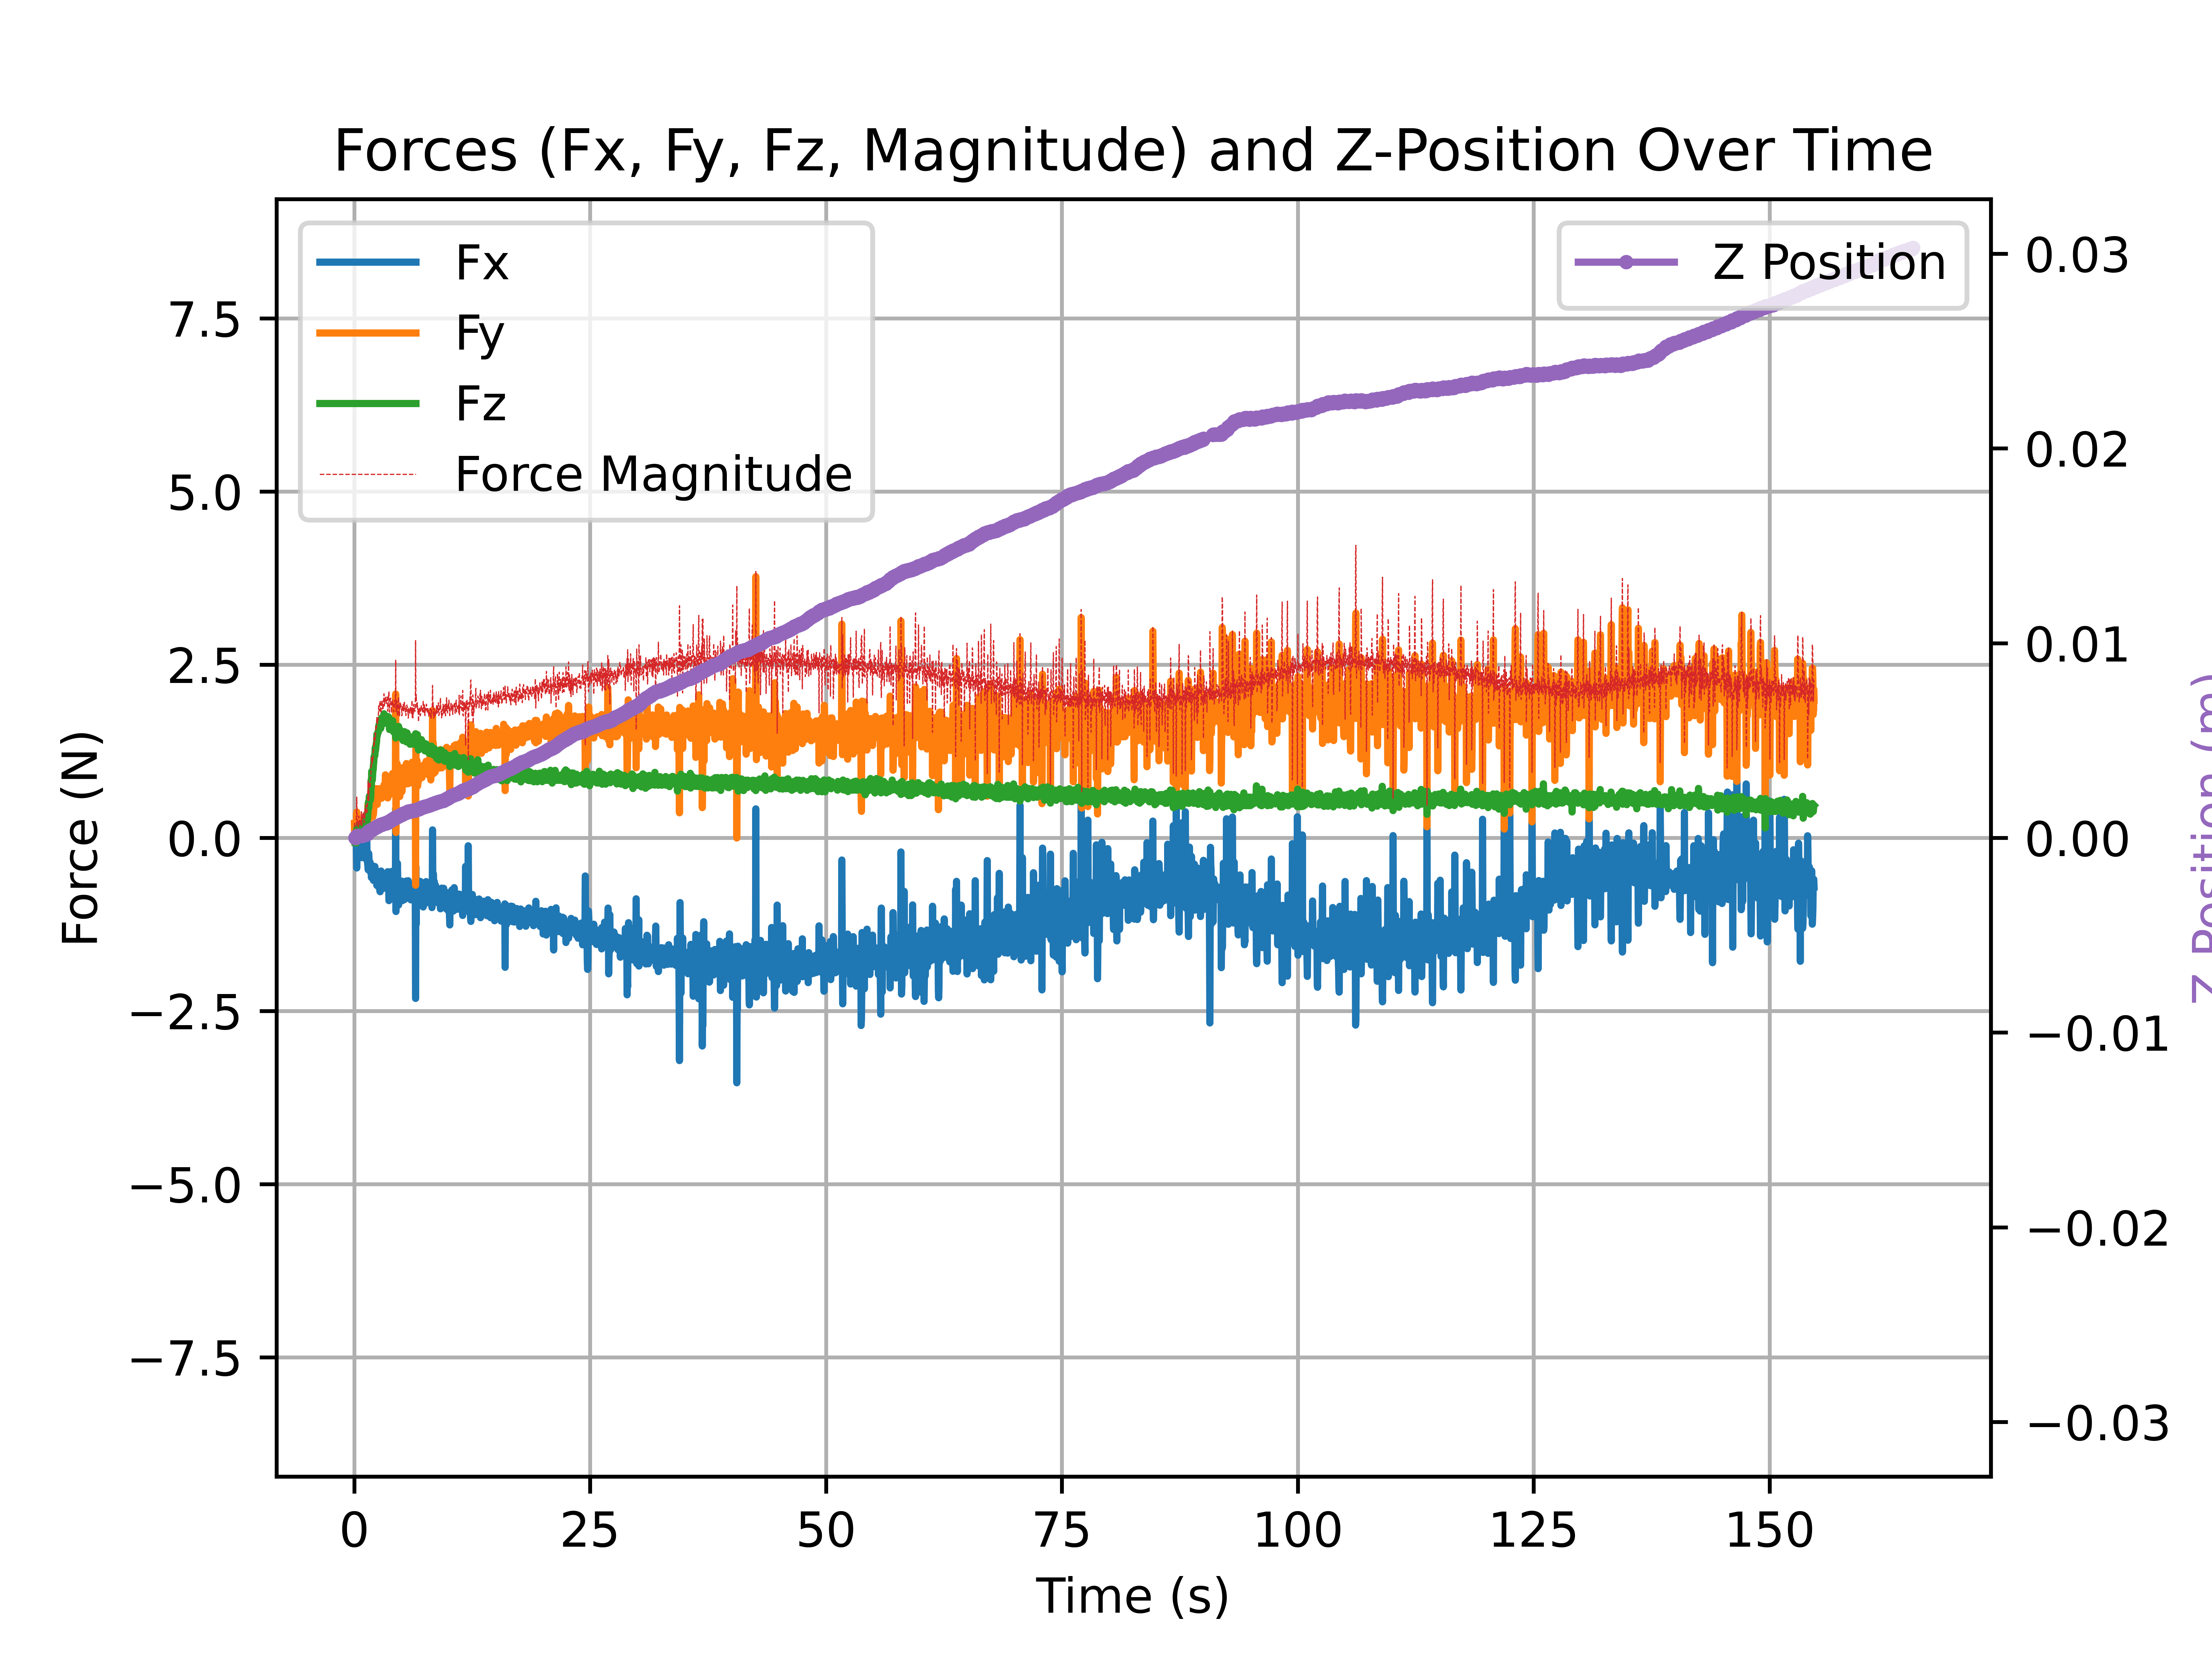 Forces (Fx, Fy, Fz, Magnitude) and Z-Position Over Time
Fx
Fy
Fz
Force Magnitude
Z Position
7.5
5.0
2.5
0.0
−2.5
−5.0
−7.5
Force (N)
0.03
0.02
0.01
0.00
−0.01
−0.02
−0.03
Z Position (m)
0 25 50 75 100 125 150
Time (s)